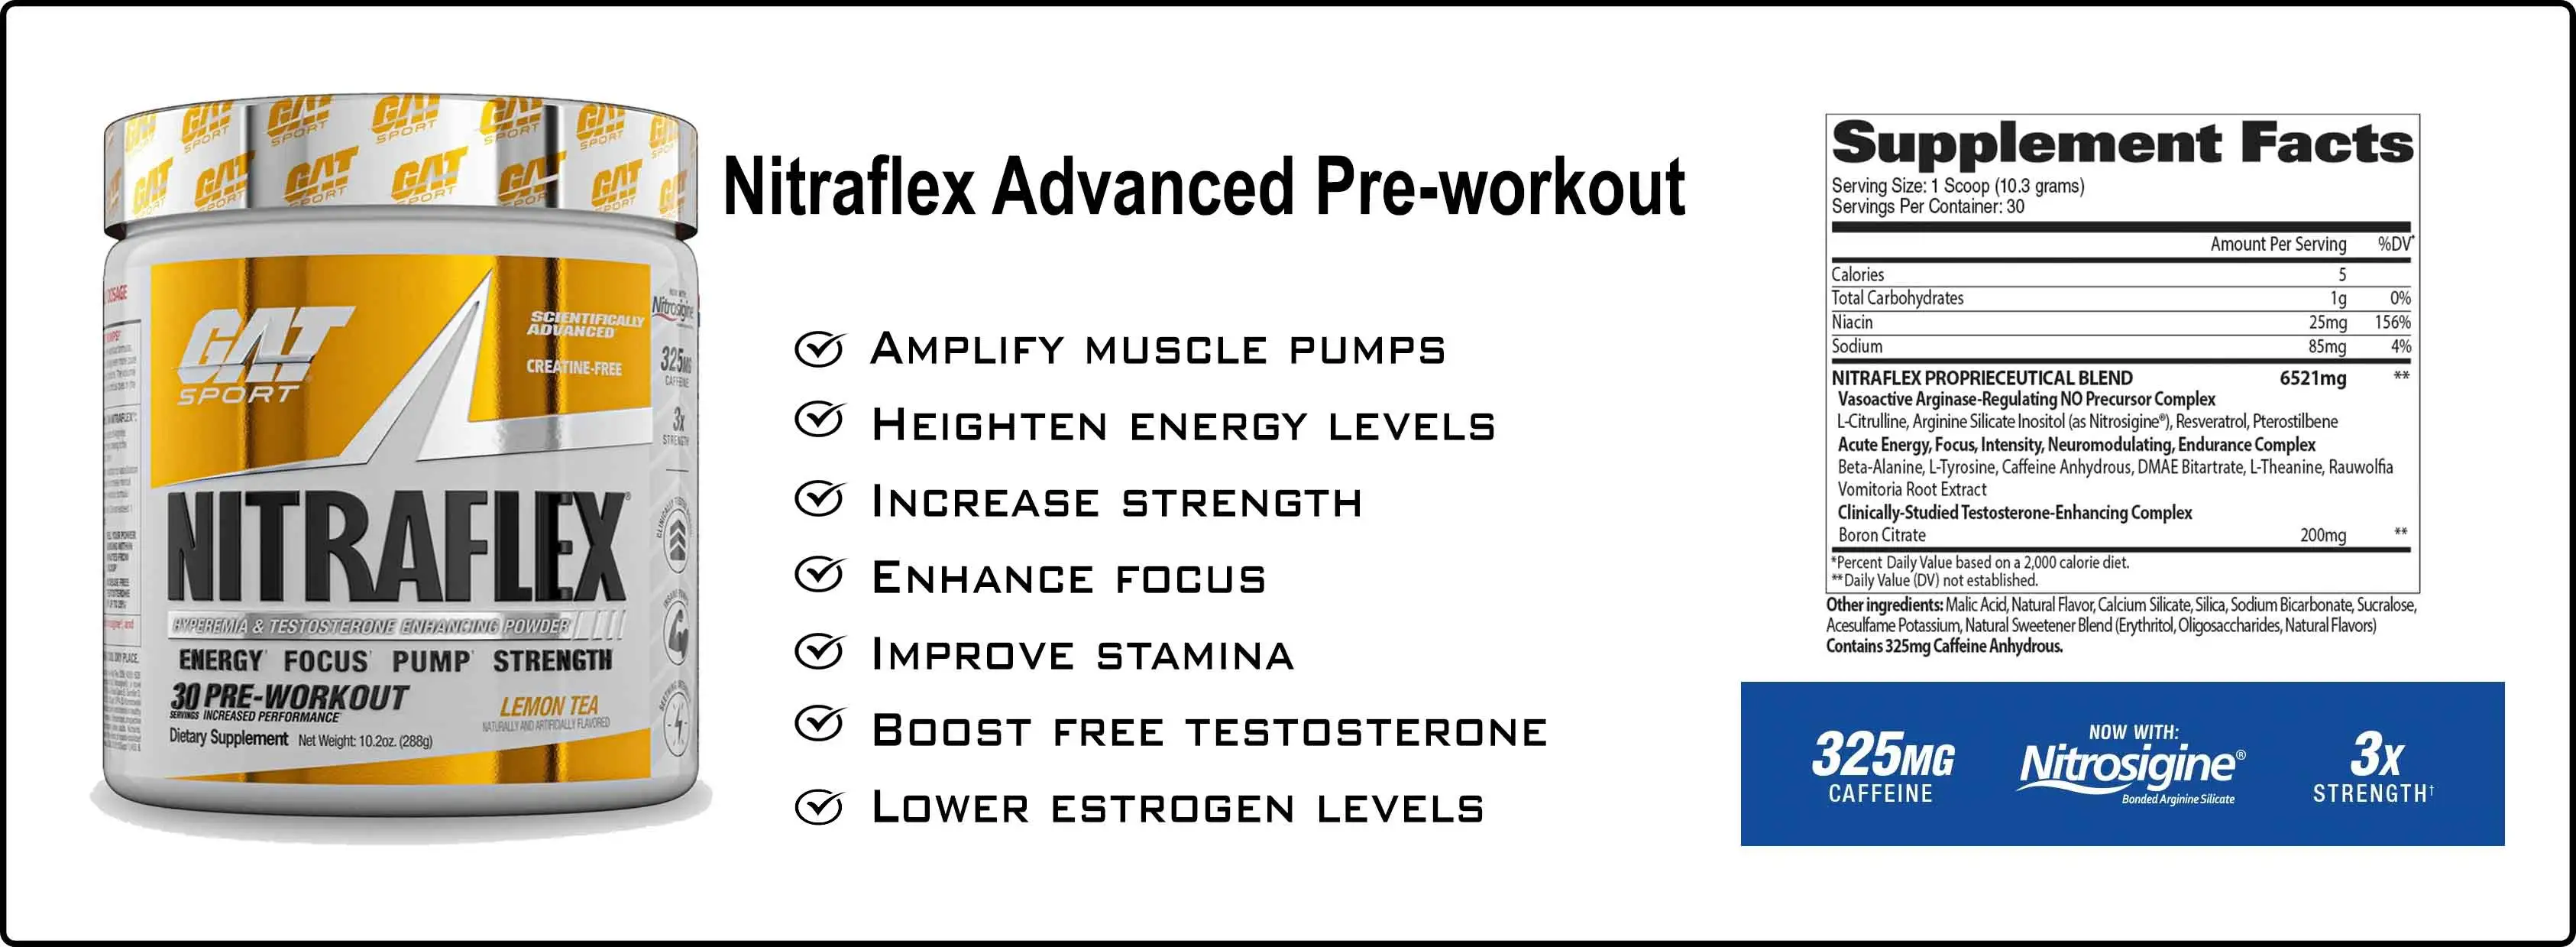 GAT
SPORT
SCIENTIFICALLY
ADVANCED
CREATINE-FREE
NOW WITH
Nitrosigine
325MG
CAFFEINE
3x
STRENGTH
NITRAFLEX®
HYPEREMIA & TESTOSTERONE ENHANCING POWDER
ENERGY FOCUS PUMP STRENGTH
30 PRE-WORKOUT
SERVINGS INCREASED PERFORMANCE
LEMON TEA
NATURALLY AND ARTIFICIALLY FLAVORED
Dietary Supplement Net Weight: 10.2oz. (288g)
Nitraflex Advanced Pre-workout
AMPLIFY MUSCLE PUMPS
HEIGHTEN ENERGY LEVELS
INCREASE STRENGTH
ENHANCE FOCUS
IMPROVE STAMINA
BOOST FREE TESTOSTERONE
LOWER ESTROGEN LEVELS
Supplement Facts
Serving Size: 1 Scoop (10.3 grams)
Servings Per Container: 30
Amount Per Serving %DV*
Calories 5
Total Carbohydrates 1g 0%
Niacin 25mg 156%
Sodium 85mg 4%
NITRAFLEX PROPRIECEUTICAL BLEND 6521mg **
Vasoactive Arginase-Regulating NO Precursor Complex
L-Citrulline, Arginine Silicate Inositol (as Nitrosigine®), Resveratrol, Pterostilbene
Acute Energy, Focus, Intensity, Neuromodulating, Endurance Complex
Beta-Alanine, L-Tyrosine, Caffeine Anhydrous, DMAE Bitartrate, L-Theanine, Rauwolfia
Vomitoria Root Extract
Clinically-Studied Testosterone-Enhancing Complex
Boron Citrate 200mg **
*Percent Daily Value based on a 2,000 calorie diet.
**Daily Value (DV) not established.
Other ingredients: Malic Acid, Natural Flavor, Calcium Silicate, Silica, Sodium Bicarbonate, Sucralose,
Acesulfame Potassium, Natural Sweetener Blend (Erythritol, Oligosaccharides, Natural Flavors)
Contains 325mg Caffeine Anhydrous.
325MG
CAFFEINE
NOW WITH:
Nitrosigine®
Bonded Arginine Silicate
3x
STRENGTH†